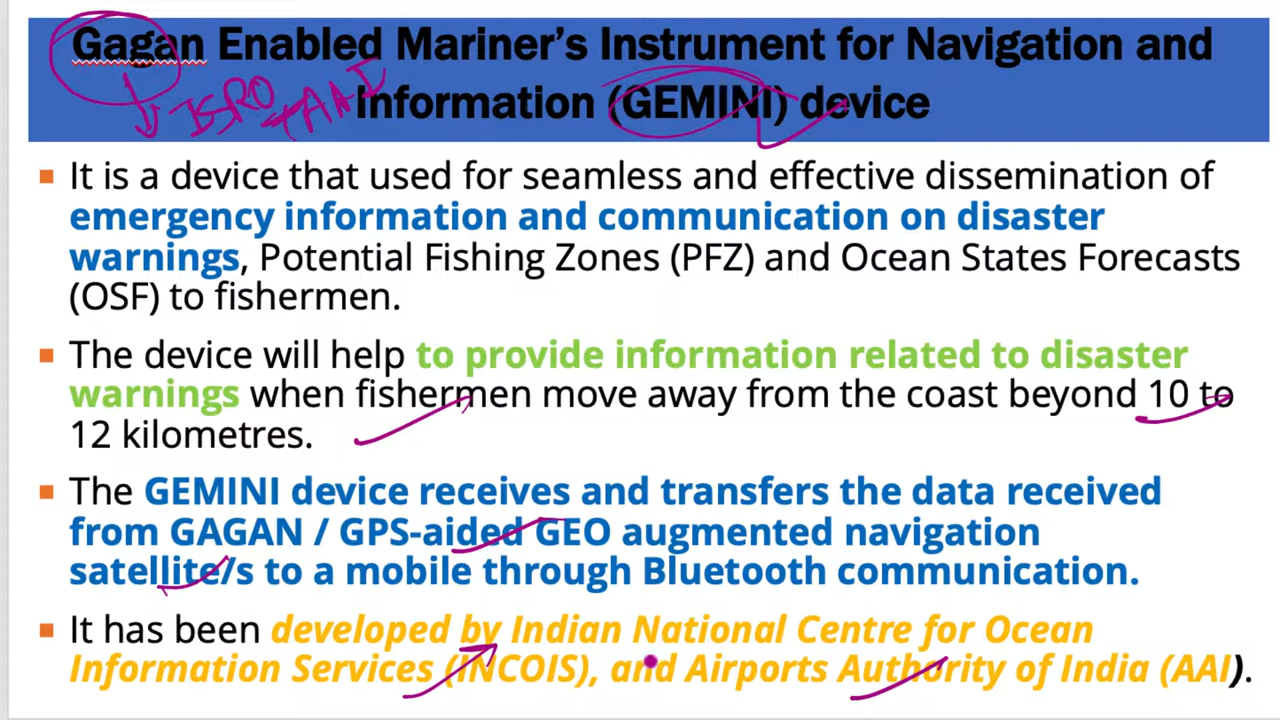 Gagan Enabled Mariner's Instrument for Navigation and
Information (GEMINI) device
ISRO + AAI
It is a device that used for seamless and effective dissemination of
emergency information and communication on disaster
warnings, Potential Fishing Zones (PFZ) and Ocean States Forecasts
(OSF) to fishermen.
The device will help to provide information related to disaster
warnings when fishermen move away from the coast beyond 10 to
12 kilometres.
The GEMINI device receives and transfers the data received
from GAGAN / GPS-aided GEO augmented navigation
satellite/s to a mobile through Bluetooth communication.
It has been developed by Indian National Centre for Ocean
Information Services (INCOIS), and Airports Authority of India (AAI).